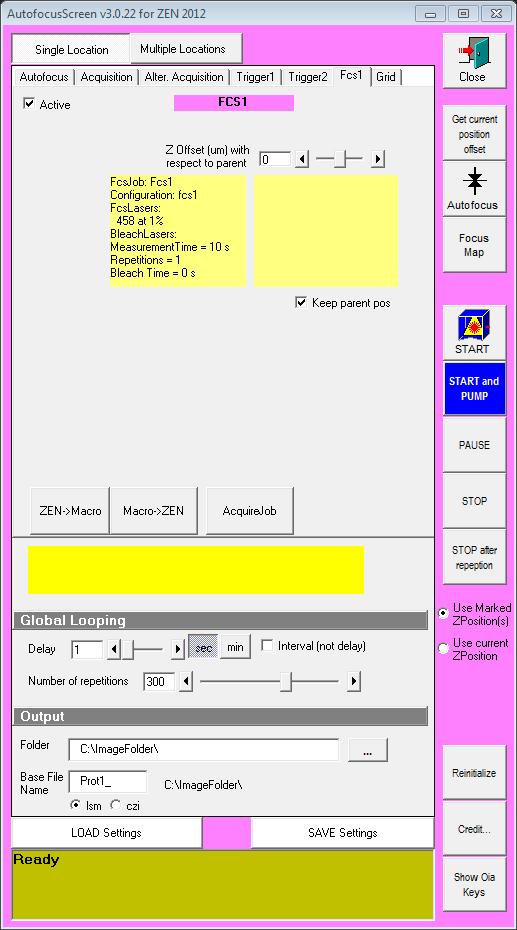 AutofocusScreen v3.0.22 for ZEN 2012
Single Location
Multiple Locations
Close
Autofocus
Acquisition
Alter. Acquisition
Trigger1
Trigger2
Fcs1
Grid
Active
FCS1
Get current
position
offset
Z Offset (um) with
respect to parent
0
Autofocus
FcsJob: Fcs1
Configuration: fcs1
FcsLasers:
458 at 1%
BleachLasers:
MeasurementTime = 10 s
Repetitions = 1
Bleach Time = 0 s
Focus
Map
Keep parent pos
START
START and
PUMP
PAUSE
STOP
STOP after
repeption
ZEN->Macro
Macro->ZEN
AcquireJob
Use Marked
ZPosition(s)
Use current
ZPosition
Global Looping
Delay
1
sec
min
Interval (not delay)
Number of repetitions
300
Output
Folder
C:\ImageFolder\
...
Base File
Name
Prot1_
C:\ImageFolder\
lsm
czi
Reinitialize
Credit...
Show Oia
Keys
LOAD Settings
SAVE Settings
Ready